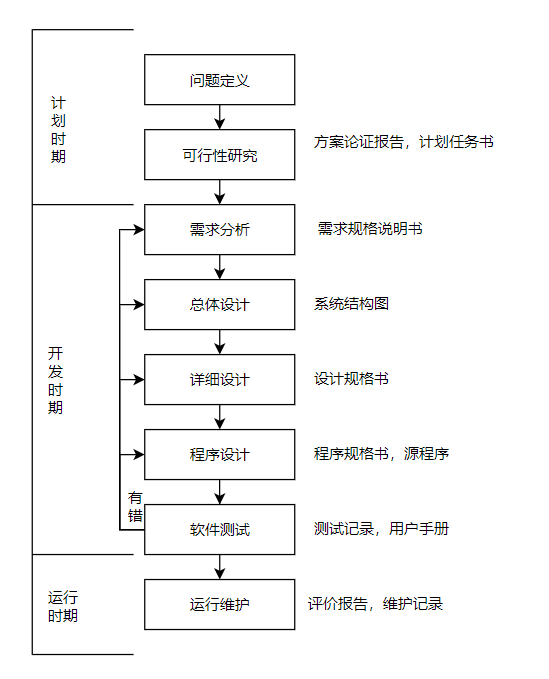 问题定义
计
划
时
期
可行性研究
方案论证报告，计划任务书
需求分析
需求规格说明书
总体设计
系统结构图
开
发
时
期
详细设计
设计规格书
程序设计
程序规格书，源程序
有
错
软件测试
测试记录，用户手册
运行
时期
运行维护
评价报告，维护记录